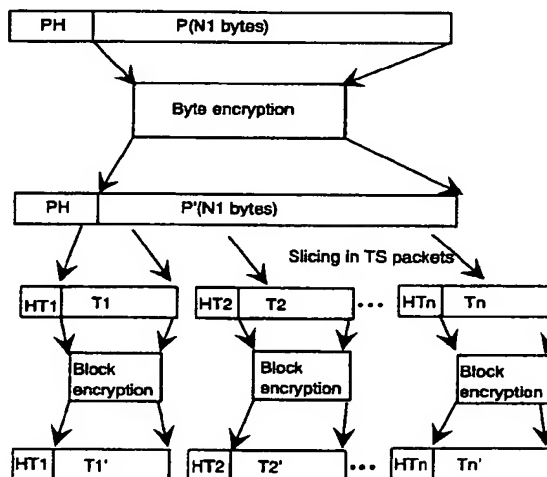 PH P(N1 bytes)
Byte encryption
PH P'(N1 bytes)
Slicing in TS packets
HT1 T1 HT2 T2 ••• HTn Tn
Block
encryption
Block
encryption
Block
encryption
HT1 T1' HT2 T2' ••• HTn Tn'